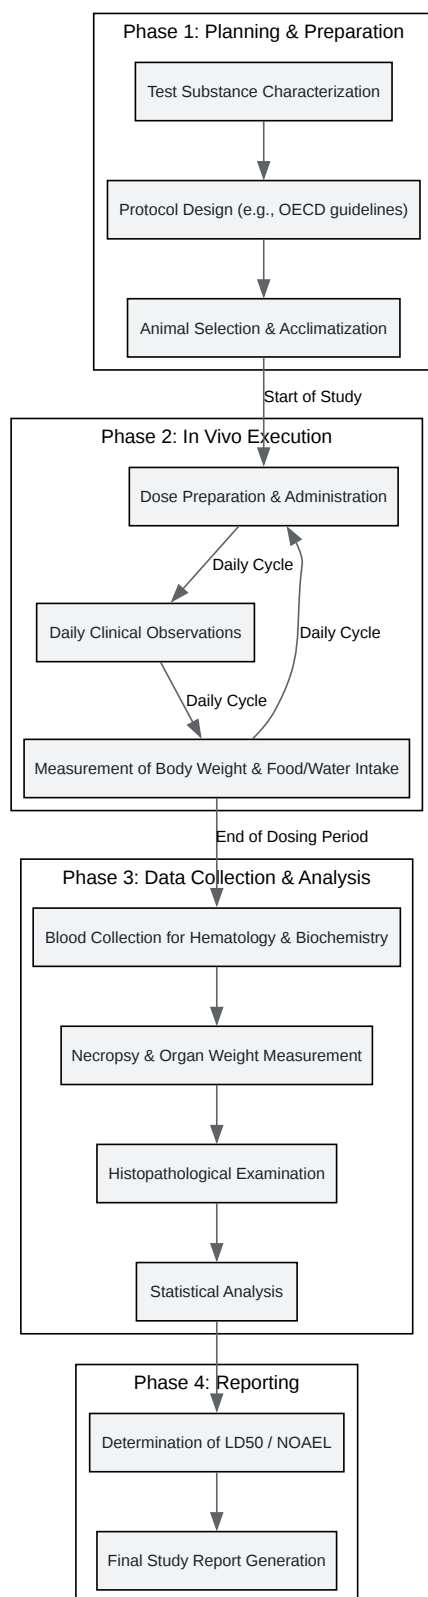 Phase 1: Planning & Preparation
Test Substance Characterization
Protocol Design (e.g., OECD guidelines)
Animal Selection & Acclimatization
Start of Study
Phase 2: In Vivo Execution
Dose Preparation & Administration
Daily Cycle
Daily Clinical Observations
Daily Cycle
Daily Cycle
Measurement of Body Weight & Food/Water Intake
End of Dosing Period
Phase 3: Data Collection & Analysis
Blood Collection for Hematology & Biochemistry
Necropsy & Organ Weight Measurement
Histopathological Examination
Statistical Analysis
Phase 4: Reporting
Determination of LD50 / NOAEL
Final Study Report Generation